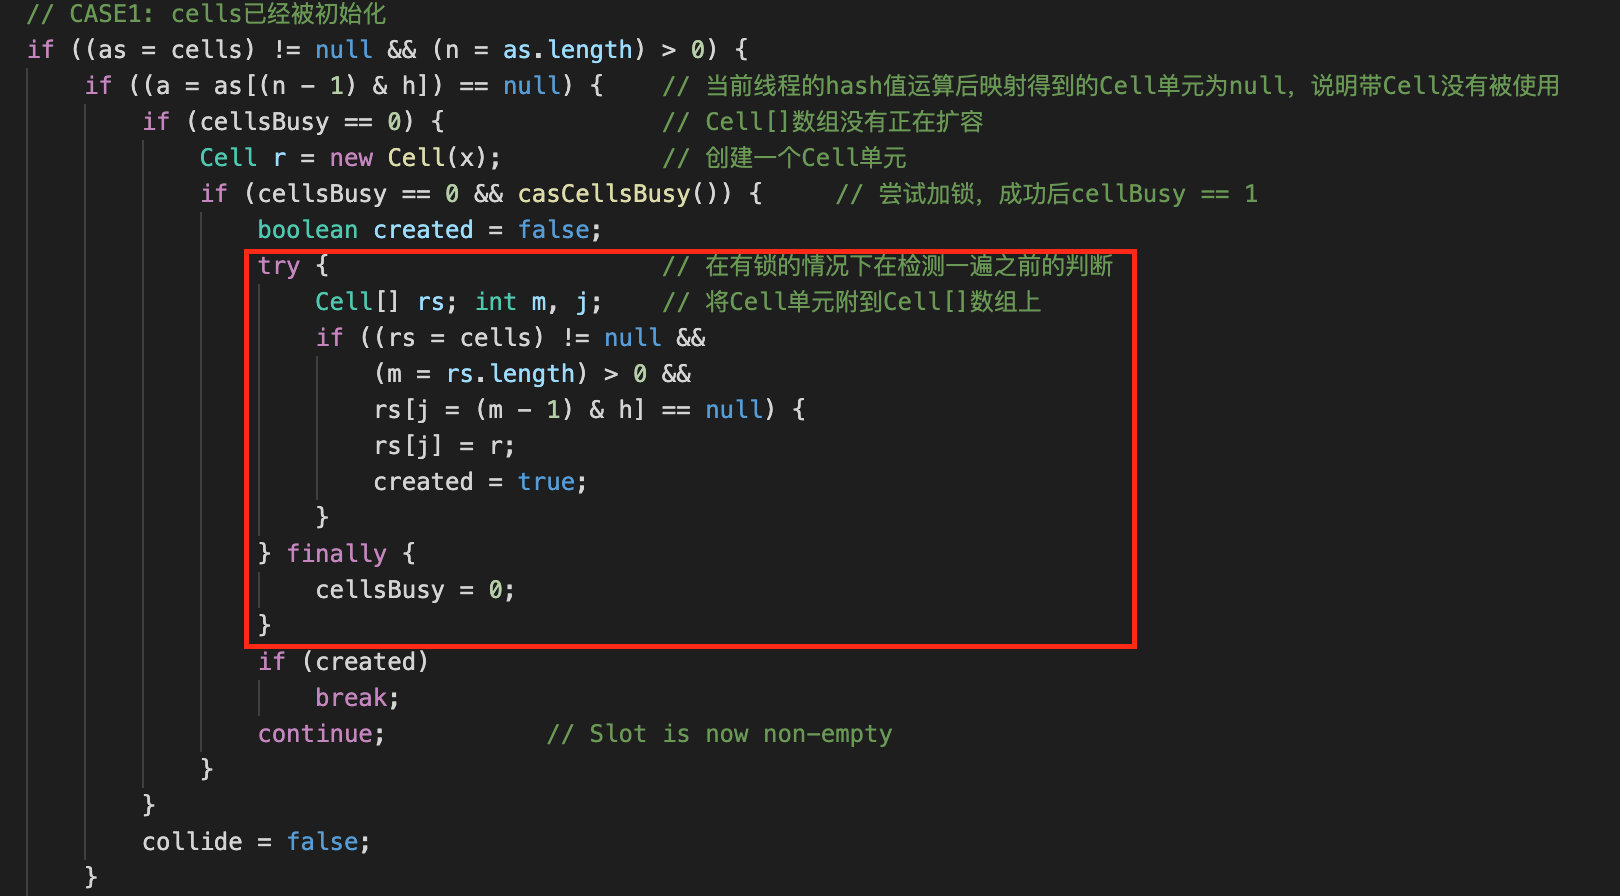 // CASE1: cells已经被初始化
if ((as = cells) != null && (n = as.length) > 0) {
if ((a = as[(n - 1) & h]) == null) { // 当前线程的hash值运算后映射得到的Cell单元为null，说明带Cell没有被使用
if (cellsBusy == 0) { // Cell[]数组没有正在扩容
Cell r = new Cell(x); // 创建一个Cell单元
if (cellsBusy == 0 && casCellsBusy()) { // 尝试加锁，成功后cellBusy == 1
boolean created = false;
try { // 在有锁的情况下在检测一遍之前的判断
Cell[] rs; int m, j; // 将Cell单元附到Cell[]数组上
if ((rs = cells) != null &&
(m = rs.length) > 0 &&
rs[j = (m - 1) & h] == null) {
rs[j] = r;
created = true;
}
} finally {
cellsBusy = 0;
}
if (created)
break;
continue; // Slot is now non-empty
}
}
collide = false;
}